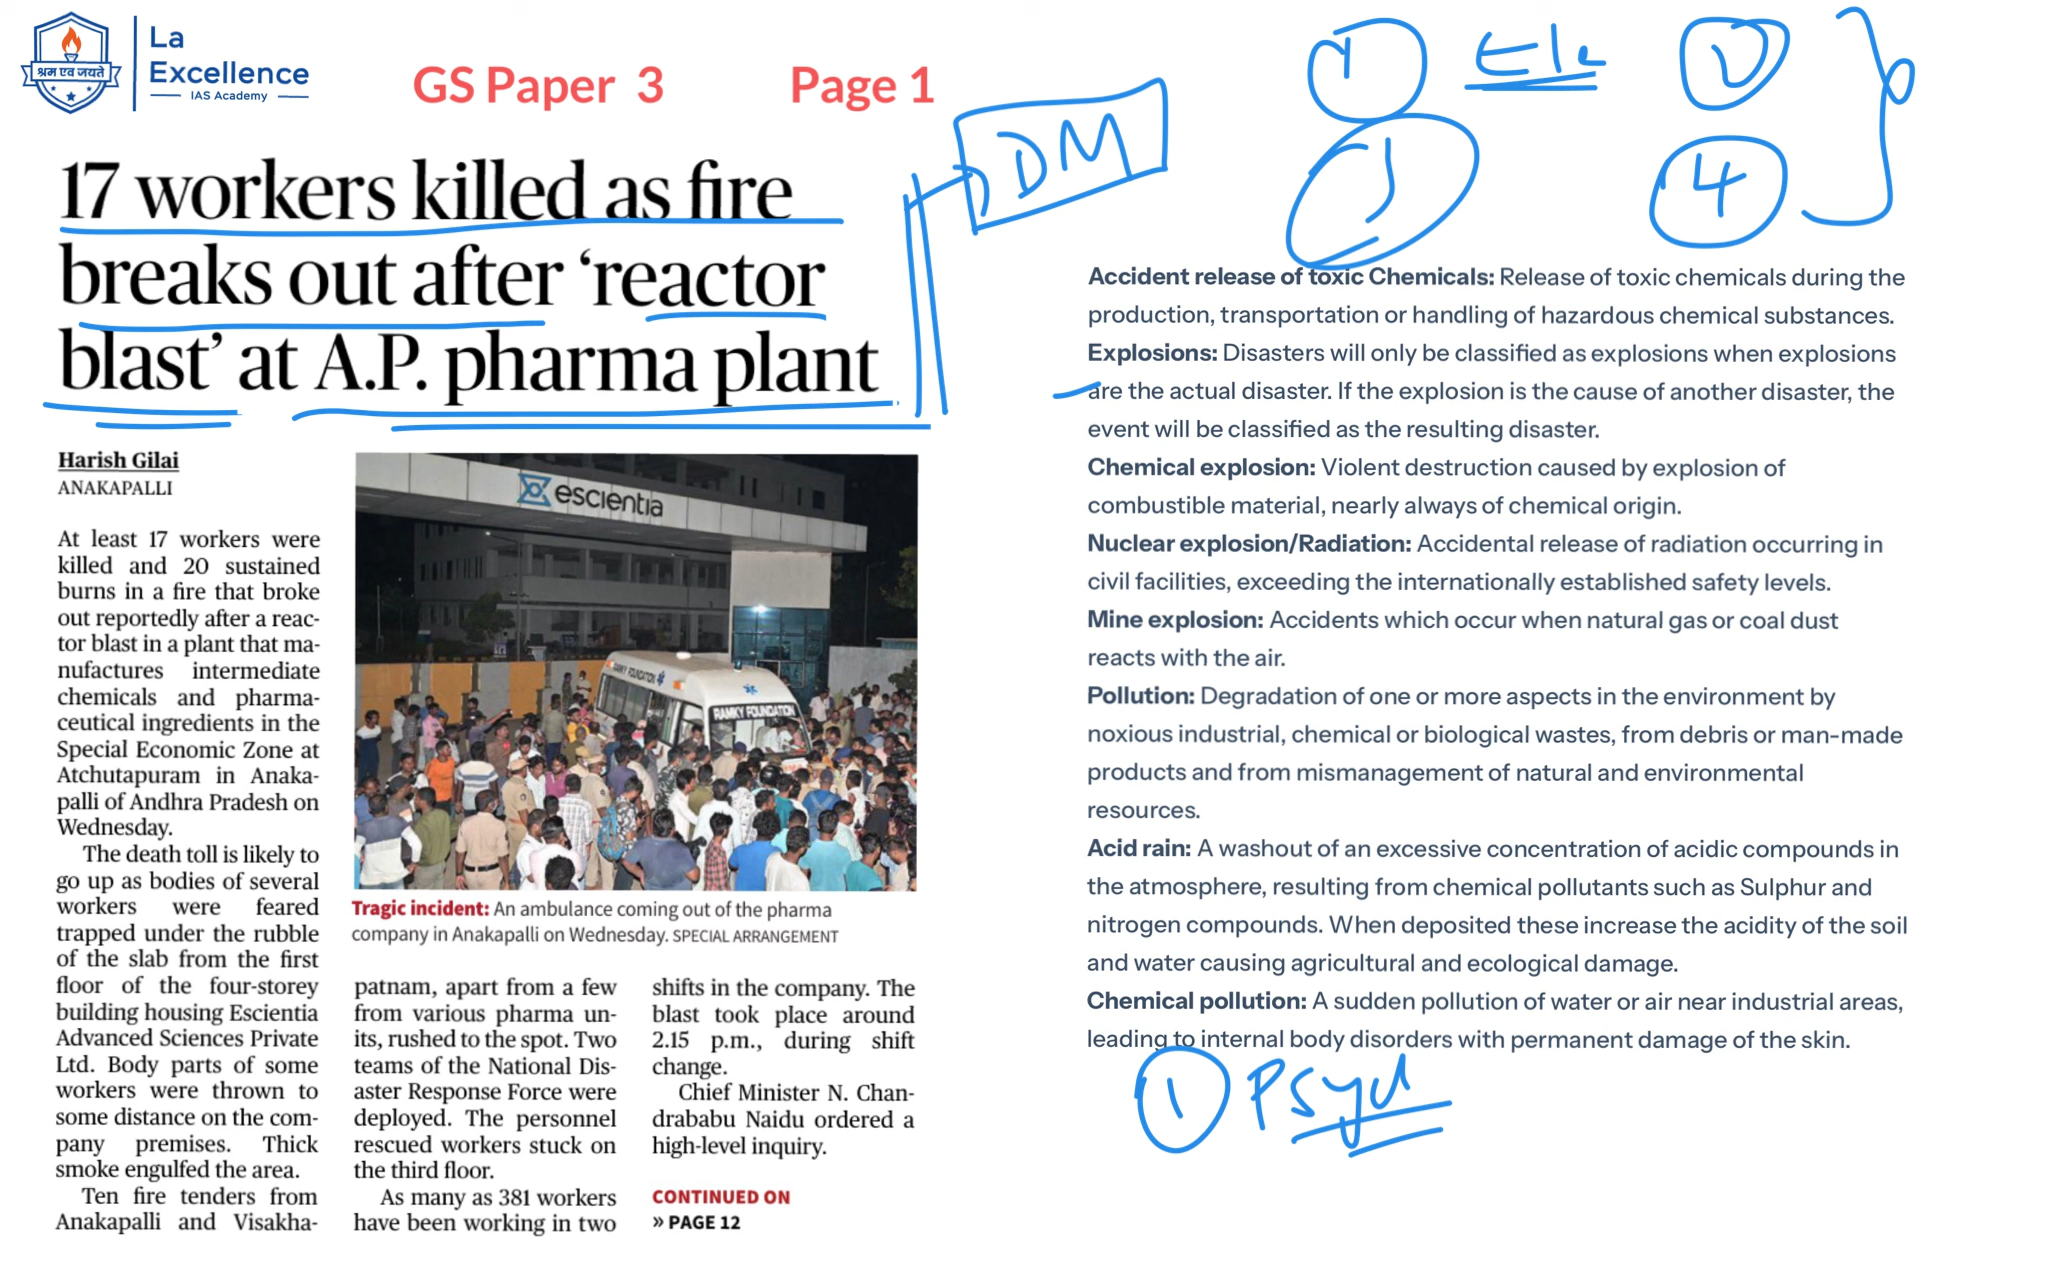 La
Excellence
IAS Academy
श्रम एव जयते
GS Paper 3
Page 1
DM
1
Ele
4
17 workers killed as fire
breaks out after ‘reactor
blast’ at A.P. pharma plant
Harish Gilai
ANAKAPALLI
At least 17 workers were
killed and 20 sustained
burns in a fire that broke
out reportedly after a reac-
tor blast in a plant that ma-
nufactures intermediate
chemicals and pharma-
ceutical ingredients in the
Special Economic Zone at
Atchutapuram in Anaka-
palli of Andhra Pradesh on
Wednesday.
The death toll is likely to
go up as bodies of several
workers were feared
trapped under the rubble
of the slab from the first
floor of the four-storey
building housing Escientia
Advanced Sciences Private
Ltd. Body parts of some
workers were thrown to
some distance on the com-
pany premises. Thick
smoke engulfed the area.
Ten fire tenders from
Anakapalli and Visakha-
escientia
RAMKY FOUNDATION
RAMKY FOUNDATION
Tragic incident: An ambulance coming out of the pharma
company in Anakapalli on Wednesday. SPECIAL ARRANGEMENT
patnam, apart from a few
from various pharma un-
its, rushed to the spot. Two
teams of the National Dis-
aster Response Force were
deployed. The personnel
rescued workers stuck on
the third floor.
As many as 381 workers
have been working in two
shifts in the company. The
blast took place around
2.15 p.m., during shift
change.
Chief Minister N. Chan-
drababu Naidu ordered a
high-level inquiry.
CONTINUED ON
» PAGE 12
Accident release of toxic Chemicals: Release of toxic chemicals during the
production, transportation or handling of hazardous chemical substances.
Explosions: Disasters will only be classified as explosions when explosions
are the actual disaster. If the explosion is the cause of another disaster, the
event will be classified as the resulting disaster.
Chemical explosion: Violent destruction caused by explosion of
combustible material, nearly always of chemical origin.
Nuclear explosion/Radiation: Accidental release of radiation occurring in
civil facilities, exceeding the internationally established safety levels.
Mine explosion: Accidents which occur when natural gas or coal dust
reacts with the air.
Pollution: Degradation of one or more aspects in the environment by
noxious industrial, chemical or biological wastes, from debris or man-made
products and from mismanagement of natural and environmental
resources.
Acid rain: A washout of an excessive concentration of acidic compounds in
the atmosphere, resulting from chemical pollutants such as Sulphur and
nitrogen compounds. When deposited these increase the acidity of the soil
and water causing agricultural and ecological damage.
Chemical pollution: A sudden pollution of water or air near industrial areas,
leading to internal body disorders with permanent damage of the skin.
1